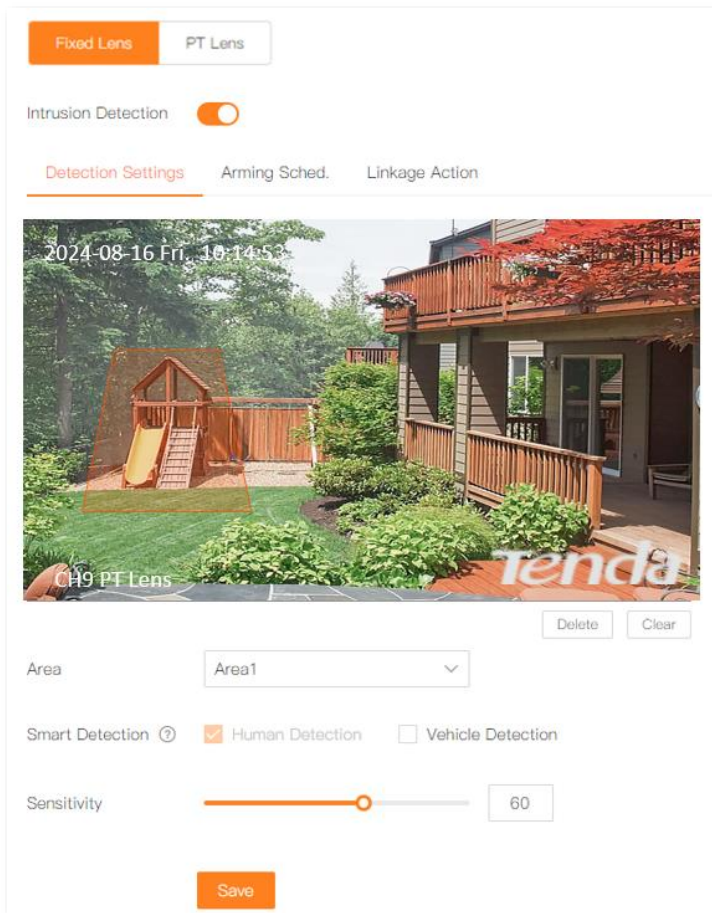 Fixed Lens PT Lens
Intrusion Detection
Detection Settings Arming Sched. Linkage Action
2024-08-16 Fri. 10:14:52
CH9 PT Lens
Tenda
Delete Clear
Area Area1
Smart Detection ? Human Detection Vehicle Detection
Sensitivity 60
Save